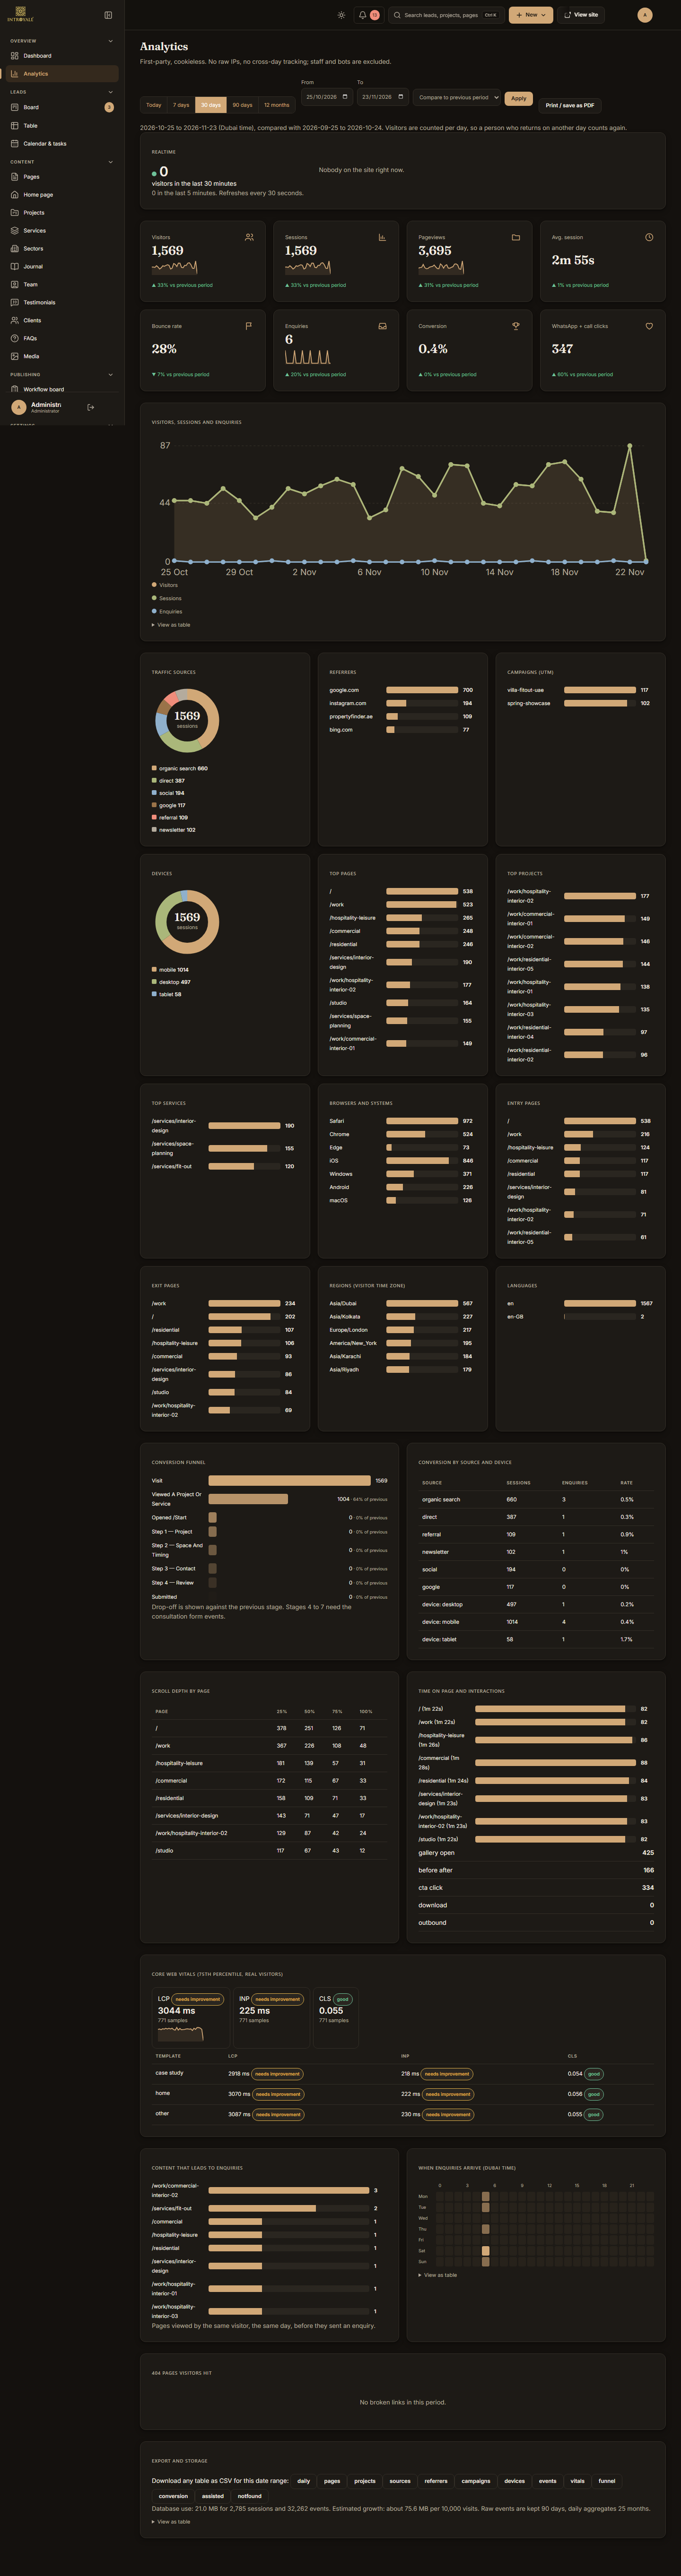 INTROVALÉ
Ctrl K
Search leads, projects, pages
New
View site
A
OVERVIEW
Dashboard
Analytics
LEADS
Board
3
Table
Calendar & tasks
CONTENT
Pages
Home page
Projects
Services
Sectors
Journal
Team
Testimonials
Clients
FAQs
Media
PUBLISHING
Workflow board
A
Administr
Administrator
Analytics
First-party, cookieless. No raw IPs, no cross-day tracking; staff and bots are excluded.
From
To
Today
7 days
30 days
90 days
12 months
25/10/2026
23/11/2026
Compare to previous period
Apply
Print / save as PDF
2026-10-25 to 2026-11-23 (Dubai time), compared with 2026-09-25 to 2026-10-24. Visitors are counted per day, so a person who returns on another day counts again.
REALTIME
0
visitors in the last 30 minutes
0 in the last 5 minutes. Refreshes every 30 seconds.
Nobody on the site right now.
Visitors
1,569
▲ 33% vs previous period
Sessions
1,569
▲ 33% vs previous period
Pageviews
3,695
▲ 31% vs previous period
Avg. session
2m 55s
▲ 1% vs previous period
Bounce rate
28%
▼ 7% vs previous period
Enquiries
6
▲ 20% vs previous period
Conversion
0.4%
▲ 0% vs previous period
WhatsApp + call clicks
347
▲ 60% vs previous period
VISITORS, SESSIONS AND ENQUIRIES
87
44
0
25 Oct
29 Oct
2 Nov
6 Nov
10 Nov
14 Nov
18 Nov
22 Nov
Visitors
Sessions
Enquiries
View as table
TRAFFIC SOURCES
1569
sessions
organic search 660
direct 387
social 194
google 117
referral 109
newsletter 102
REFERRERS
google.com 700
instagram.com 194
propertyfinder.ae 109
bing.com 77
CAMPAIGNS (UTM)
villa-fitout-uae 117
spring-showcase 102
DEVICES
1569
sessions
mobile 1014
desktop 497
tablet 58
TOP PAGES
/ 538
/work 523
/hospitality-leisure 265
/commercial 248
/residential 246
/services/interior-
design 190
/work/hospitality-
interior-02 177
/studio 164
/services/space-
planning 155
/work/commercial-
interior-01 149
TOP PROJECTS
/work/hospitality-
interior-02 177
/work/commercial-
interior-01 149
/work/commercial-
interior-02 146
/work/residential-
interior-05 144
/work/hospitality-
interior-01 138
/work/hospitality-
interior-03 135
/work/residential-
interior-04 97
/work/residential-
interior-02 96
TOP SERVICES
/services/interior-
design 190
/services/space-
planning 155
/services/fit-out 120
BROWSERS AND SYSTEMS
Safari 972
Chrome 524
Edge 73
iOS 846
Windows 371
Android 226
macOS 126
ENTRY PAGES
/ 538
/work 216
/hospitality-leisure 124
/commercial 117
/residential 117
/services/interior-
design 81
/work/hospitality-
interior-02 71
/work/residential-
interior-05 61
EXIT PAGES
/work 234
/ 202
/residential 107
/hospitality-leisure 106
/commercial 93
/services/interior-
design 86
/studio 84
/work/hospitality-
interior-02 69
REGIONS (VISITOR TIME ZONE)
Asia/Dubai 567
Asia/Kolkata 227
Europe/London 217
America/New_York 195
Asia/Karachi 184
Asia/Riyadh 179
LANGUAGES
en 1567
en-GB 2
CONVERSION FUNNEL
Visit 1569
Viewed A Project Or
Service 1004 · 64% of previous
Opened /Start 0 · 0% of previous
Step 1 — Project 0 · 0% of previous
Step 2 — Space And
Timing 0 · 0% of previous
Step 3 — Contact 0 · 0% of previous
Step 4 — Review 0 · 0% of previous
Submitted 0 · 0% of previous
Drop-off is shown against the previous stage. Stages 4 to 7 need the
consultation form events.
CONVERSION BY SOURCE AND DEVICE
SOURCE SESSIONS ENQUIRIES RATE
organic search 660 3 0.5%
direct 387 1 0.3%
referral 109 1 0.9%
newsletter 102 1 1%
social 194 0 0%
google 117 0 0%
device: desktop 497 1 0.2%
device: mobile 1014 4 0.4%
device: tablet 58 1 1.7%
SCROLL DEPTH BY PAGE
PAGE 25% 50% 75% 100%
/ 378 251 126 71
/work 367 226 108 48
/hospitality-leisure 181 139 57 31
/commercial 172 115 67 33
/residential 158 109 71 33
/services/interior-design 143 71 47 17
/work/hospitality-interior-02 129 87 42 24
/studio 117 67 43 12
TIME ON PAGE AND INTERACTIONS
/ (1m 22s) 82
/work (1m 22s) 82
/hospitality-leisure
(1m 26s) 86
/commercial (1m
28s) 88
/residential (1m 24s) 84
/services/interior-
design (1m 23s) 83
/work/hospitality-
interior-02 (1m 23s) 83
/studio (1m 22s) 82
gallery open 425
before after 166
cta click 334
download 0
outbound 0
CORE WEB VITALS (75TH PERCENTILE, REAL VISITORS)
LCP needs improvement
3044 ms
771 samples
INP needs improvement
225 ms
771 samples
CLS good
0.055
771 samples
TEMPLATE LCP INP CLS
case study 2918 ms needs improvement 218 ms needs improvement 0.054 good
home 3070 ms needs improvement 222 ms needs improvement 0.056 good
other 3087 ms needs improvement 230 ms needs improvement 0.055 good
CONTENT THAT LEADS TO ENQUIRIES
/work/commercial-
interior-02 3
/services/fit-out 2
/commercial 1
/hospitality-leisure 1
/residential 1
/services/interior-
design 1
/work/hospitality-
interior-01 1
/work/hospitality-
interior-03 1
Pages viewed by the same visitor, the same day, before they sent an enquiry.
WHEN ENQUIRIES ARRIVE (DUBAI TIME)
0 3 6 9 12 15 18 21
Mon
Tue
Wed
Thu
Fri
Sat
Sun
View as table
404 PAGES VISITORS HIT
No broken links in this period.
EXPORT AND STORAGE
Download any table as CSV for this date range: daily pages projects sources referrers campaigns devices events vitals funnel
conversion assisted notfound
Database use: 21.0 MB for 2,785 sessions and 32,262 events. Estimated growth: about 75.6 MB per 10,000 visits. Raw events are kept 90 days, daily aggregates 25 months.
View as table